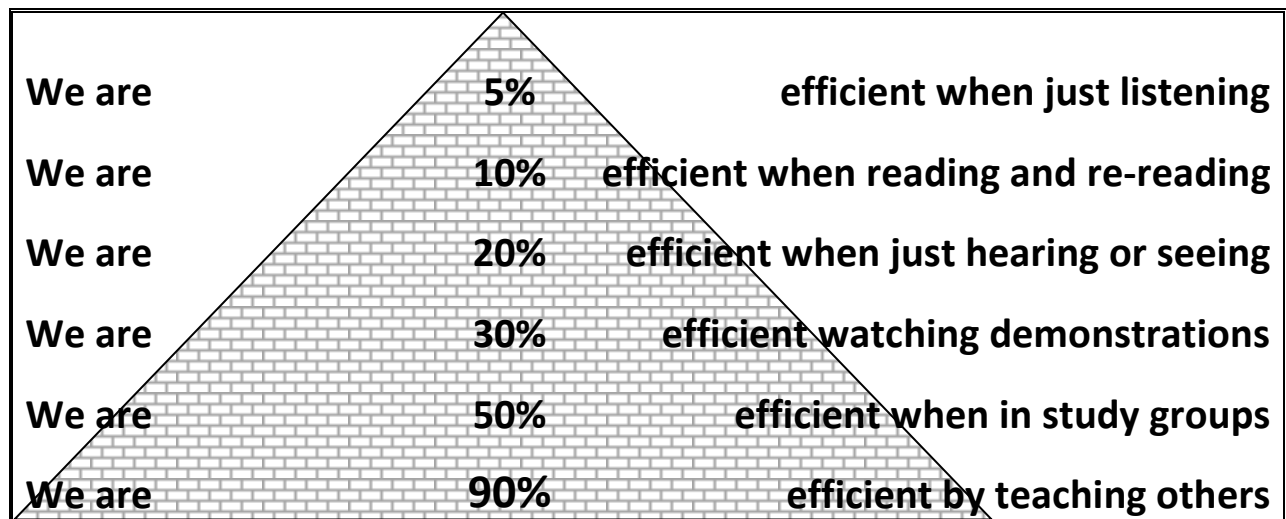 We are 5% efficient when just listening
We are 10% efficient when reading and re-reading
We are 20% efficient when just hearing or seeing
We are 30% efficient watching demonstrations
We are 50% efficient when in study groups
We are 90% efficient by teaching others